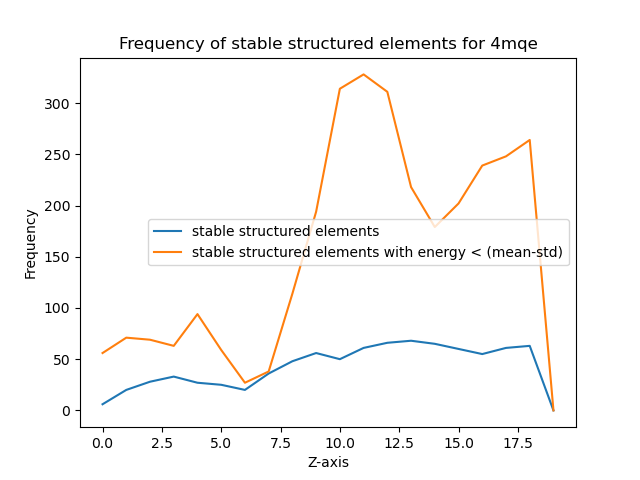 Frequency of stable structured elements for 4mqe
300
250
200
150
100
50
0
Frequency
stable structured elements
stable structured elements with energy < (mean-std)
0.0 2.5 5.0 7.5 10.0 12.5 15.0 17.5
Z-axis